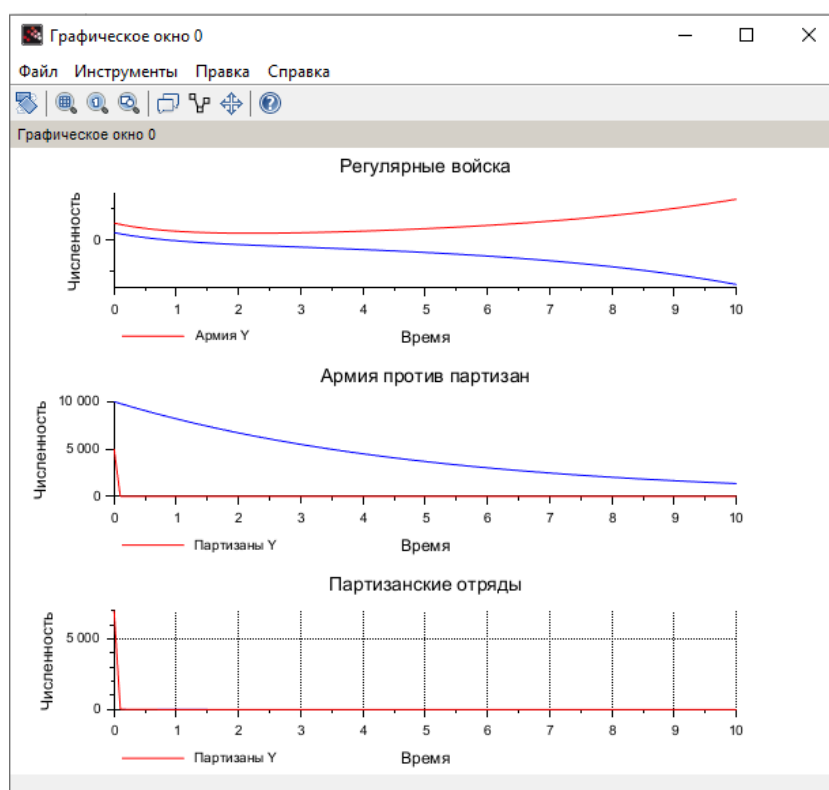 Графическое окно 0
Файл Инструменты Правка Справка
Графическое окно 0
Регулярные войска
Численность
0
0 1 2 3 4 5 6 7 8 9 10
Армия Y
Время
Армия против партизан
Численность
10 000
5 000
0
0 1 2 3 4 5 6 7 8 9 10
Партизаны Y
Время
Партизанские отряды
Численность
5 000
0
0 1 2 3 4 5 6 7 8 9 10
Партизаны Y
Время